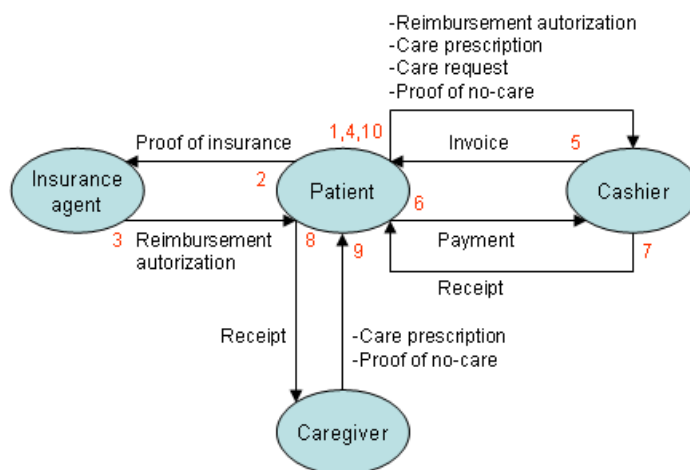 -Reimbursement autorization
-Care prescription
-Care request
-Proof of no-care
1,4,10
Proof of insurance
Invoice
5
Insurance
agent
2
Patient
6
Cashier
3
Reimbursement
autorization
8
9
Payment
7
Receipt
Receipt
-Care prescription
-Proof of no-care
Caregiver